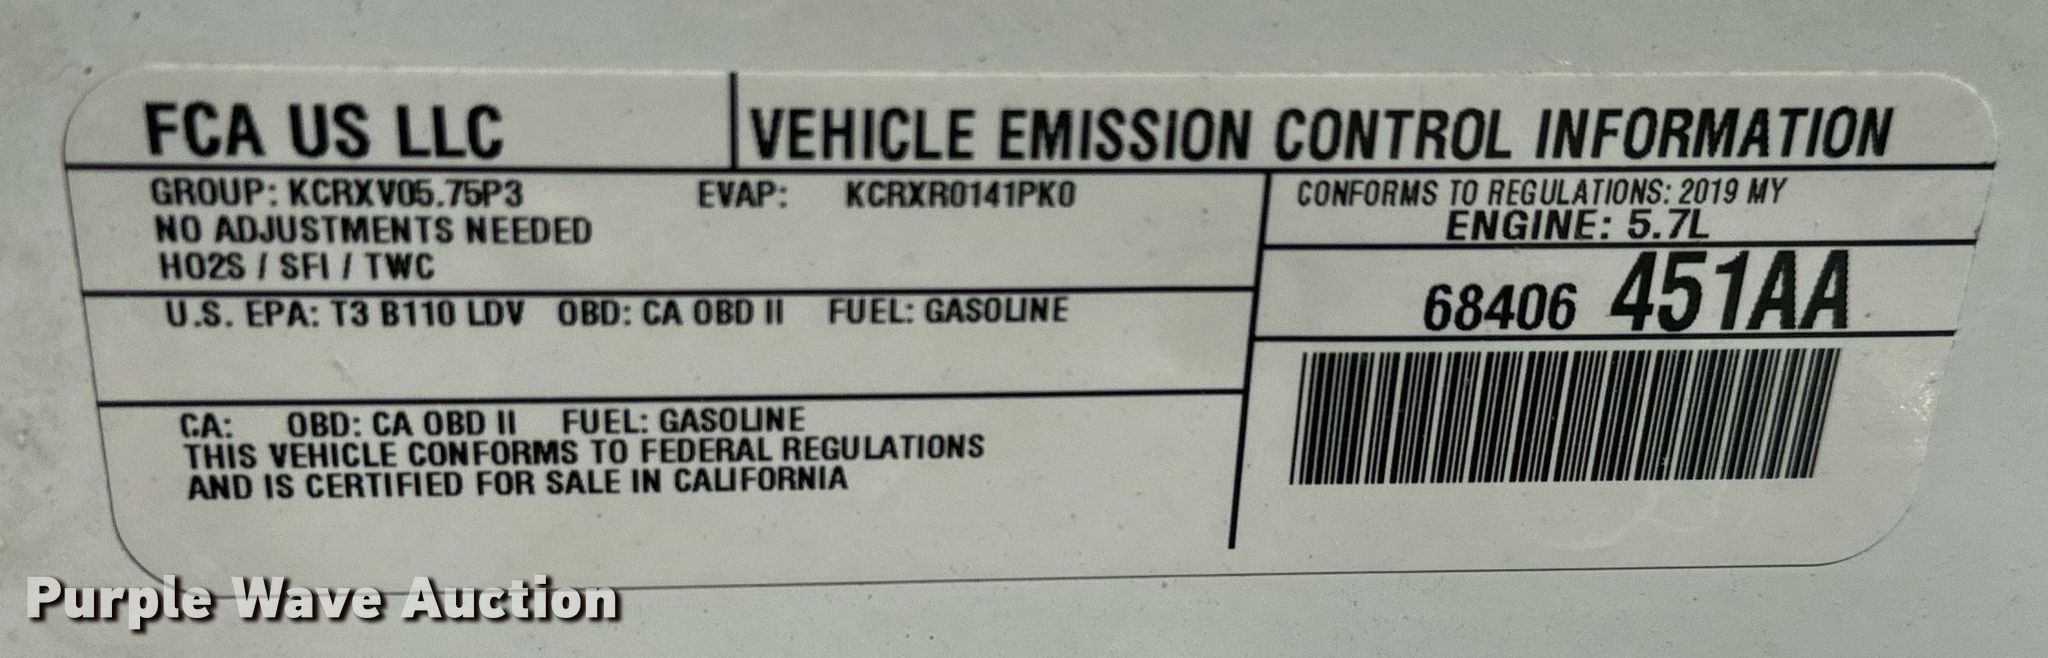 FCA US LLC
VEHICLE EMISSION CONTROL INFORMATION
GROUP: KCRXV05.75P3 EVAP: KCRXR0141PK0
NO ADJUSTMENTS NEEDED
HO2S / SFI / TWC
CONFORMS TO REGULATIONS: 2019 MY
ENGINE: 5.7L
68406 451AA
U.S. EPA: T3 B110 LDV OBD: CA OBD II FUEL: GASOLINE
CA: OBD: CA OBD II FUEL: GASOLINE
THIS VEHICLE CONFORMS TO FEDERAL REGULATIONS
AND IS CERTIFIED FOR SALE IN CALIFORNIA
Purple Wave Auction